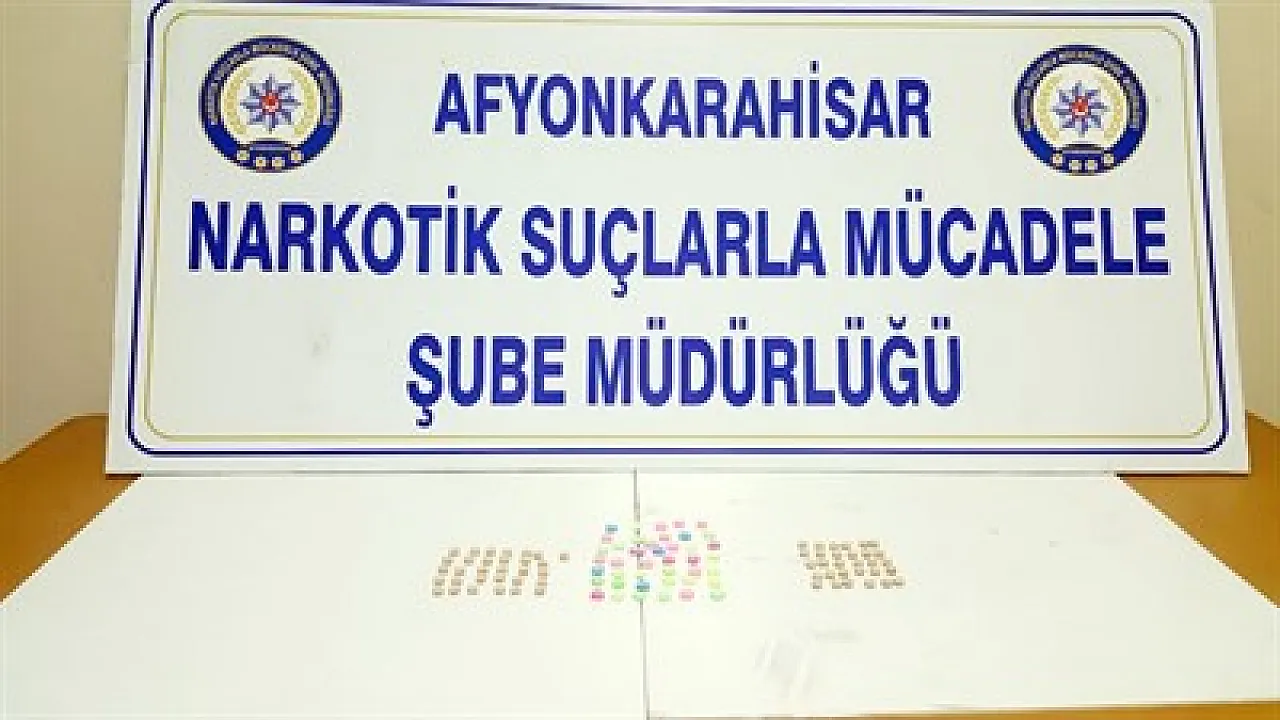 AFYONKARAHİSAR
NARKOTİK SUÇLARLA MÜCADELE
ŞUBE MÜDÜRLÜĞÜ